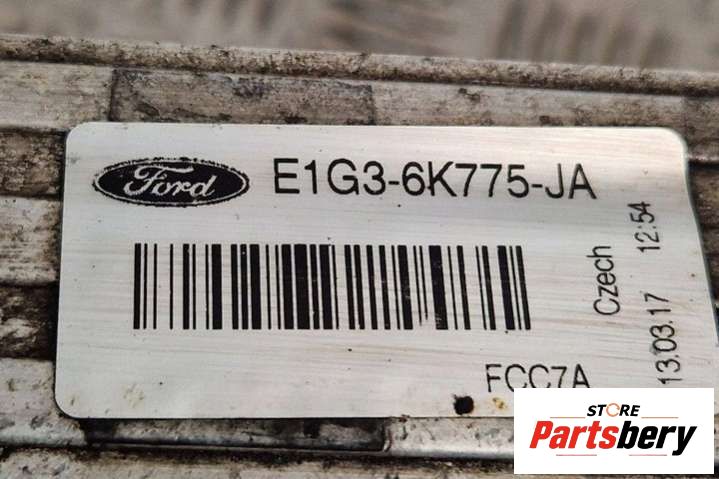 Ford
E1G3-6K775-JA
Czech
13.03.17 12:54
FCC7A
STORE
Partsbery